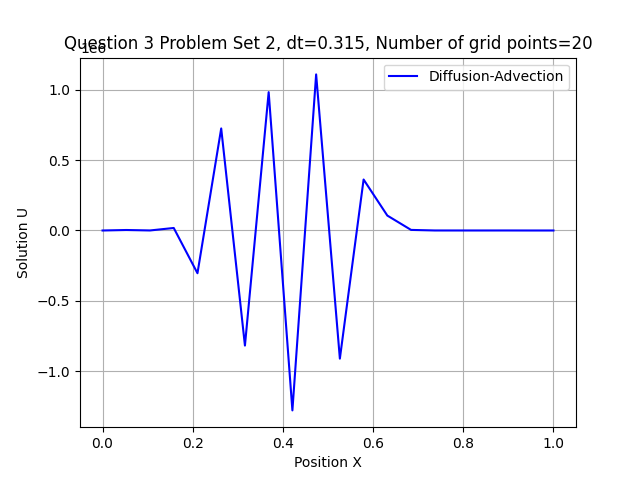 Question 3 Problem Set 2, dt=0.315, Number of grid points=20
1e6
Diffusion-Advection
1.0
0.5
0.0
−0.5
−1.0
Solution U
0.0 0.2 0.4 0.6 0.8 1.0
Position X